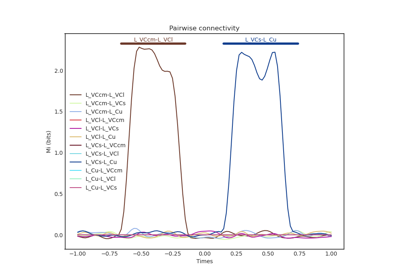 Pairwise connectivity
L_VCcm-L_VCl
L_VCs-L_Cu
Mi (bits)
2.0
1.5
1.0
0.5
0.0
L_VCcm-L_VCl
L_VCcm-L_VCs
L_VCcm-L_Cu
L_VCl-L_VCcm
L_VCl-L_VCs
L_VCl-L_Cu
L_VCs-L_VCcm
L_VCs-L_VCl
L_VCs-L_Cu
L_Cu-L_VCcm
L_Cu-L_VCl
L_Cu-L_VCs
−1.00 −0.75 −0.50 −0.25 0.00 0.25 0.50 0.75 1.00
Times